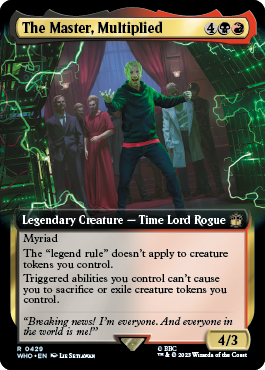 The Master, Multiplied 4
Legendary Creature — Time Lord Rogue
Myriad
The “legend rule” doesn’t apply to creature
tokens you control.
Triggered abilities you control can’t cause
you to sacrifice or exile creature tokens you
control.
“Breaking news! I’m everyone. And everyone in
the world is me!”
4/3
R 0429
WHO • EN Lie Setiawan
© BBC
™ & © 2023 Wizards of the Coast